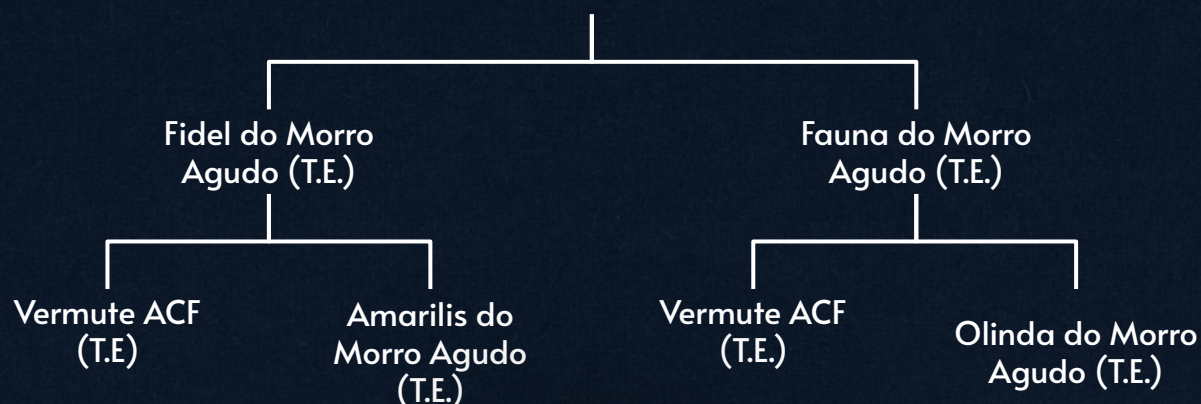 Fidel do Morro
Agudo (T.E.)
Fauna do Morro
Agudo (T.E.)
Vermute ACF
(T.E)
Amarilis do
Morro Agudo
(T.E.)
Vermute ACF
(T.E.)
Olinda do Morro
Agudo (T.E.)